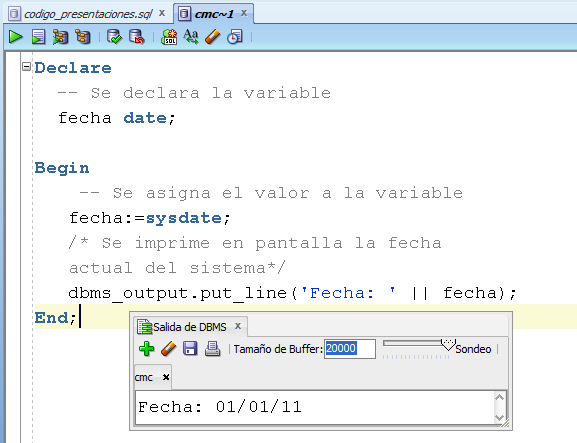 codigo_presentaciones.sql
cmc~1
SQL
Declare
-- Se declara la variable
fecha date;
Begin
-- Se asigna el valor a la variable
fecha:=sysdate;
/* Se imprime en pantalla la fecha
actual del sistema*/
dbms_output.put_line('Fecha: ' || fecha);
End;
Salida de DBMS
Tamaño de Buffer: 20000 Sondeo
cmc
Fecha: 01/01/11